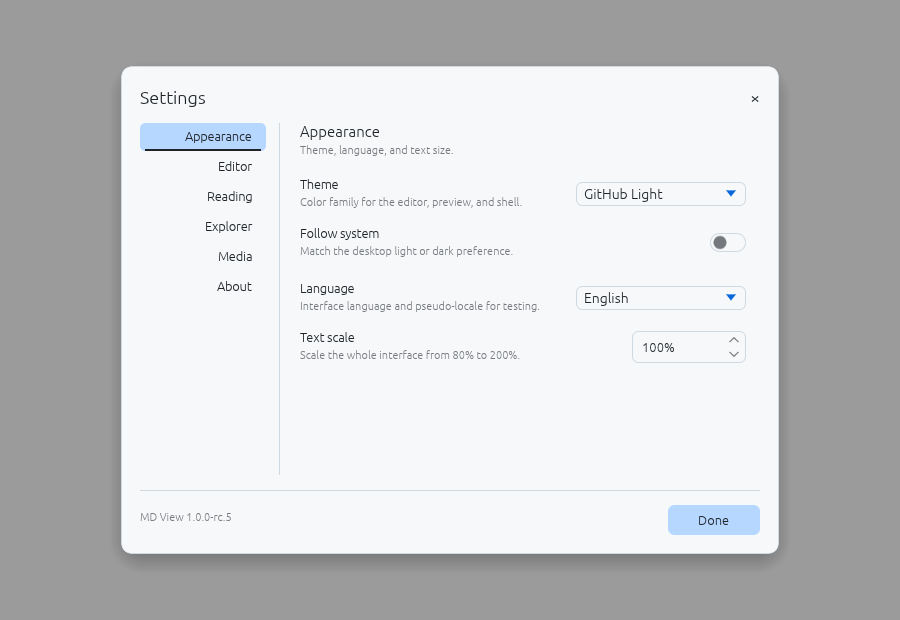 Settings
×
Appearance
Editor
Reading
Explorer
Media
About
Appearance
Theme, language, and text size.
Theme
Color family for the editor, preview, and shell.
GitHub Light
Follow system
Match the desktop light or dark preference.
Language
Interface language and pseudo-locale for testing.
English
Text scale
Scale the whole interface from 80% to 200%.
100%
MD View 1.0.0-rc.5
Done